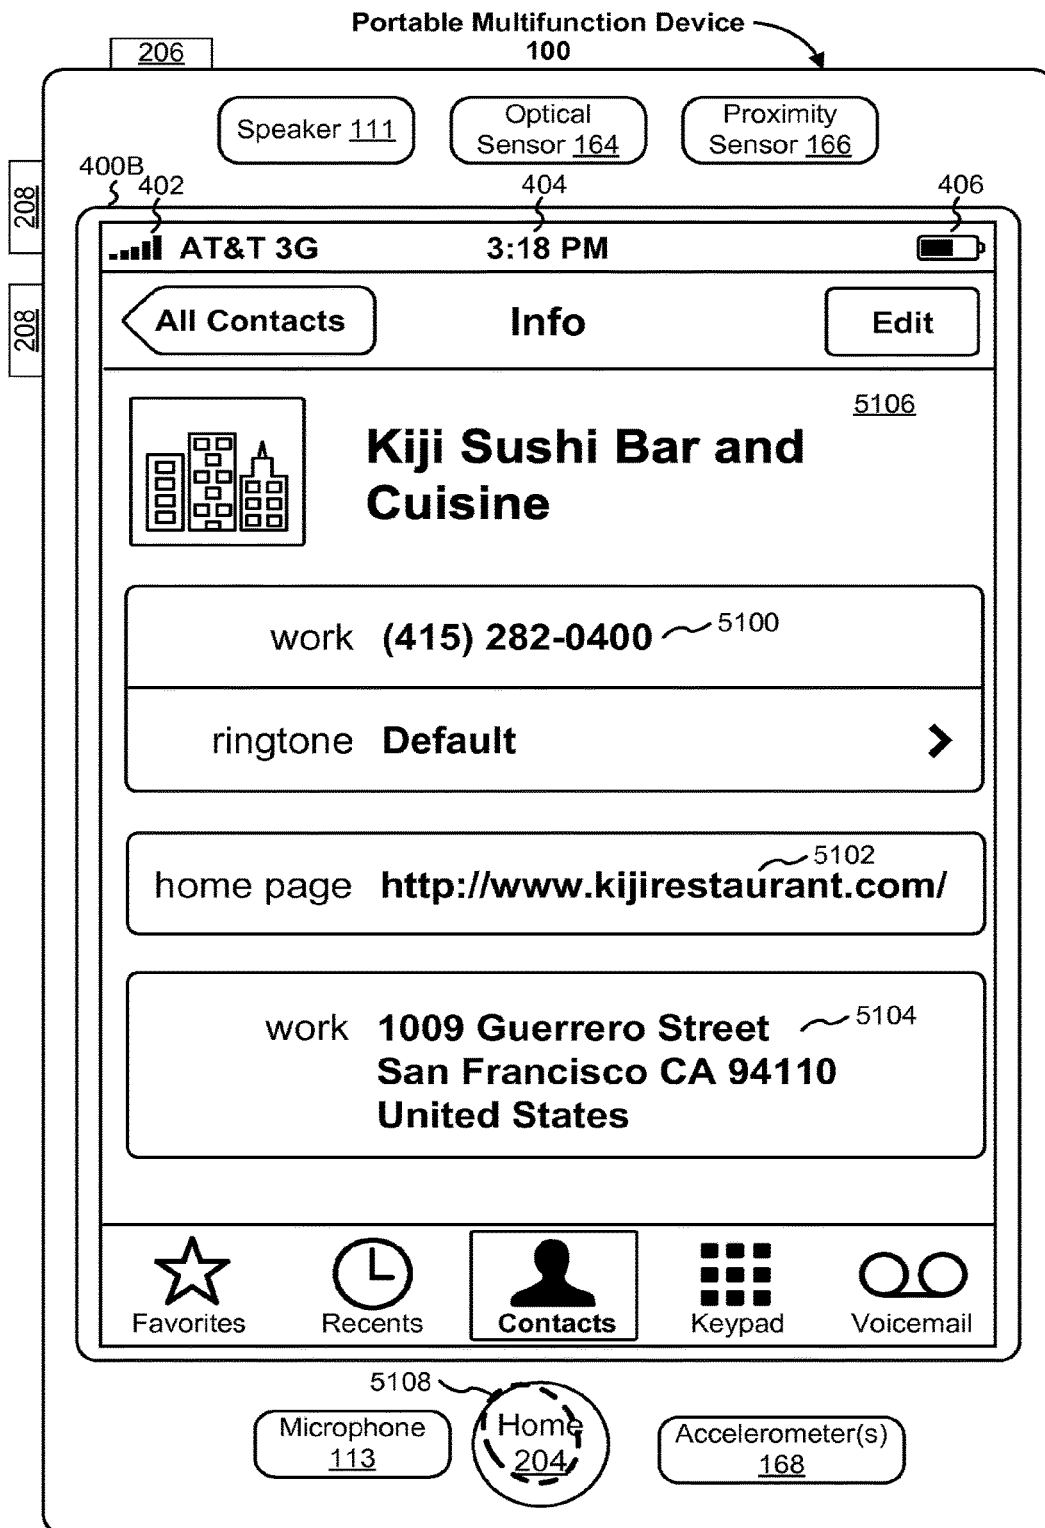 Portable Multifunction Device
100
206
Speaker 111
Optical
Sensor 164
Proximity
Sensor 166
208
208
400B
402
404
406
AT&T 3G
3:18 PM
All Contacts
Info
Edit
5106
Kiji Sushi Bar and
Cuisine
work (415) 282-0400
5100
ringtone Default
5102
home page http://www.kijirestaurant.com/
work 1009 Guerrero Street
5104
San Francisco CA 94110
United States
Favorites
Recents
Contacts
Keypad
Voicemail
5108
Microphone
113
Home
204
Accelerometer(s)
168